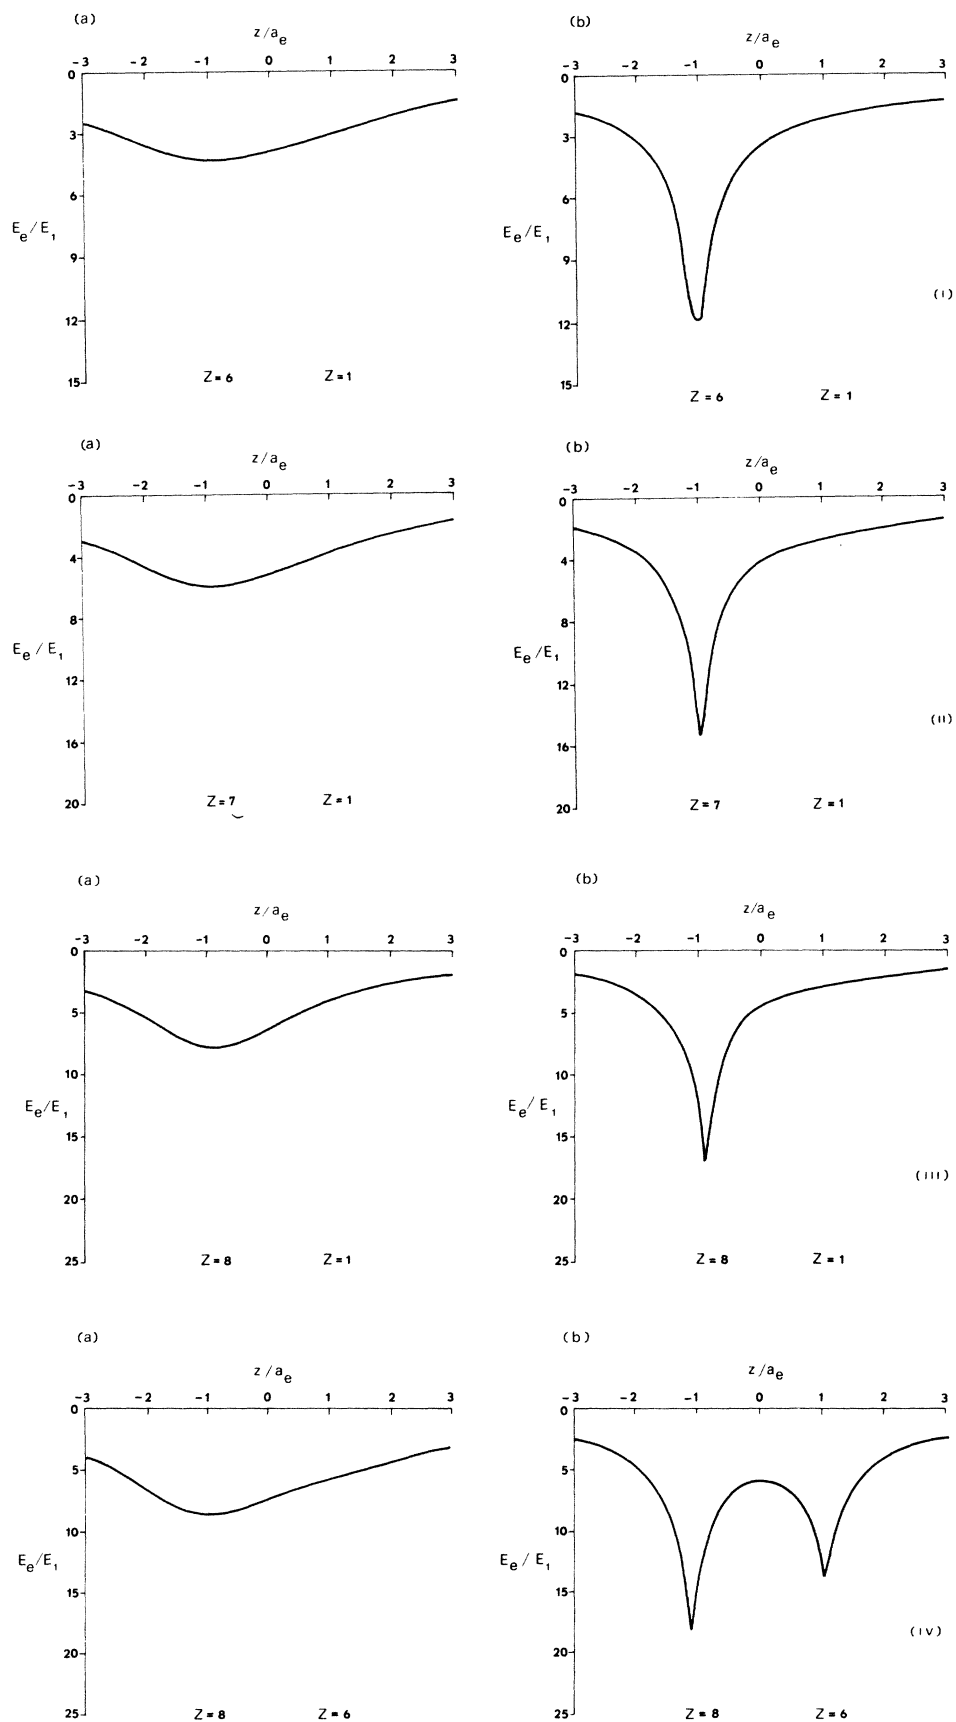 (a)
z/a_e
-3 -2 -1 0 1 2 3
0
3
6
E_e/E_1
9
12
15
Z=6 Z=1
(b)
z/a_e
-3 -2 -1 0 1 2 3
0
3
6
E_e/E_1
9
12
15
Z=6 Z=1
(i)
(a)
z/a_e
-3 -2 -1 0 1 2 3
0
4
8
E_e/E_1
12
16
20
Z=7 Z=1
(b)
z/a_e
-3 -2 -1 0 1 2 3
0
4
8
E_e/E_1
12
16
20
Z=7 Z=1
(ii)
(a)
z/a_e
-3 -2 -1 0 1 2 3
0
5
10
E_e/E_1
15
20
25
Z=8 Z=1
(b)
z/a_e
-3 -2 -1 0 1 2 3
0
5
10
E_e/E_1
15
20
25
Z=8 Z=1
(iii)
(a)
z/a_e
-3 -2 -1 0 1 2 3
0
5
10
E_e/E_1
15
20
25
Z=8 Z=6
(b)
z/a_e
-3 -2 -1 0 1 2 3
0
5
10
E_e/E_1
15
20
25
Z=8 Z=6
(iv)